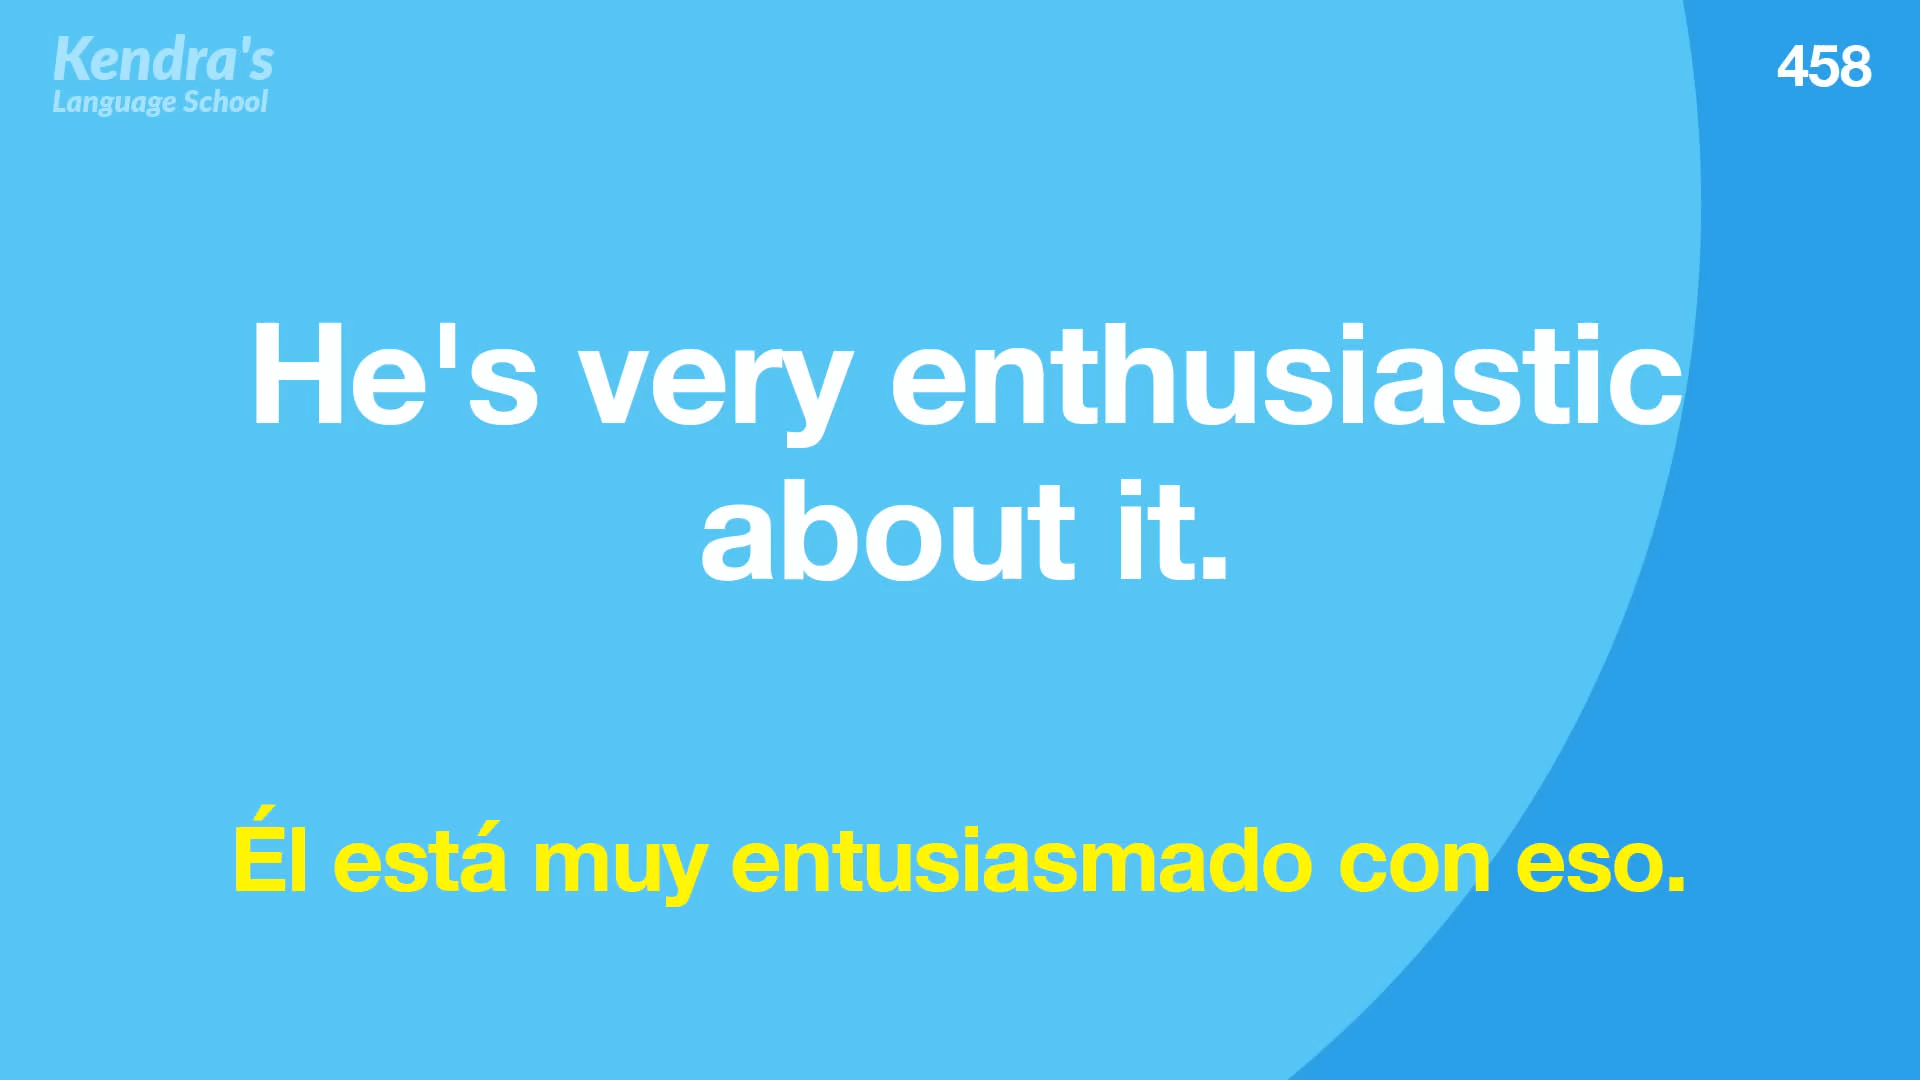 Kendra's
Language School
458
He's very enthusiastic
about it.
Él está muy entusiasmado con eso.